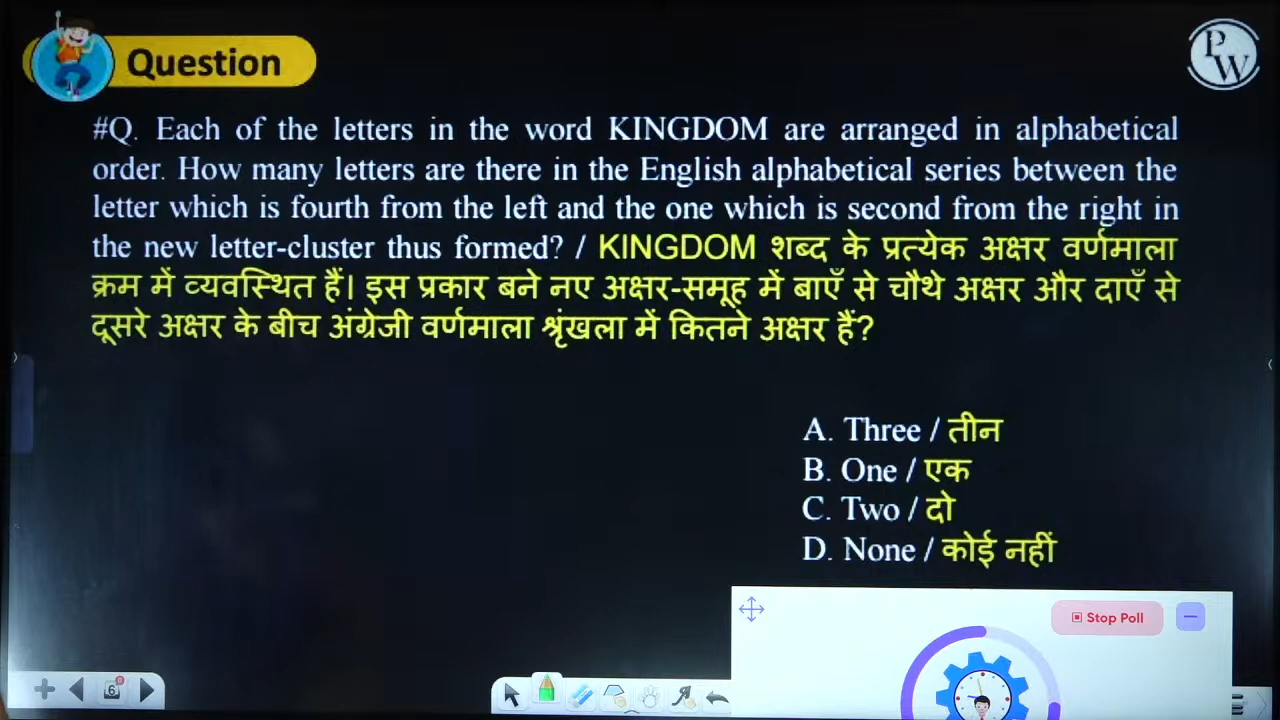 Question
PW
#Q. Each of the letters in the word KINGDOM are arranged in alphabetical
order. How many letters are there in the English alphabetical series between the
letter which is fourth from the left and the one which is second from the right in
the new letter-cluster thus formed? / KINGDOM शब्द के प्रत्येक अक्षर वर्णमाला
क्रम में व्यवस्थित हैं। इस प्रकार बने नए अक्षर-समूह में बाएँ से चौथे अक्षर और दाएँ से
दूसरे अक्षर के बीच अंग्रेजी वर्णमाला श्रृंखला में कितने अक्षर हैं?
A. Three / तीन
B. One / एक
C. Two / दो
D. None / कोई नहीं
Stop Poll
6